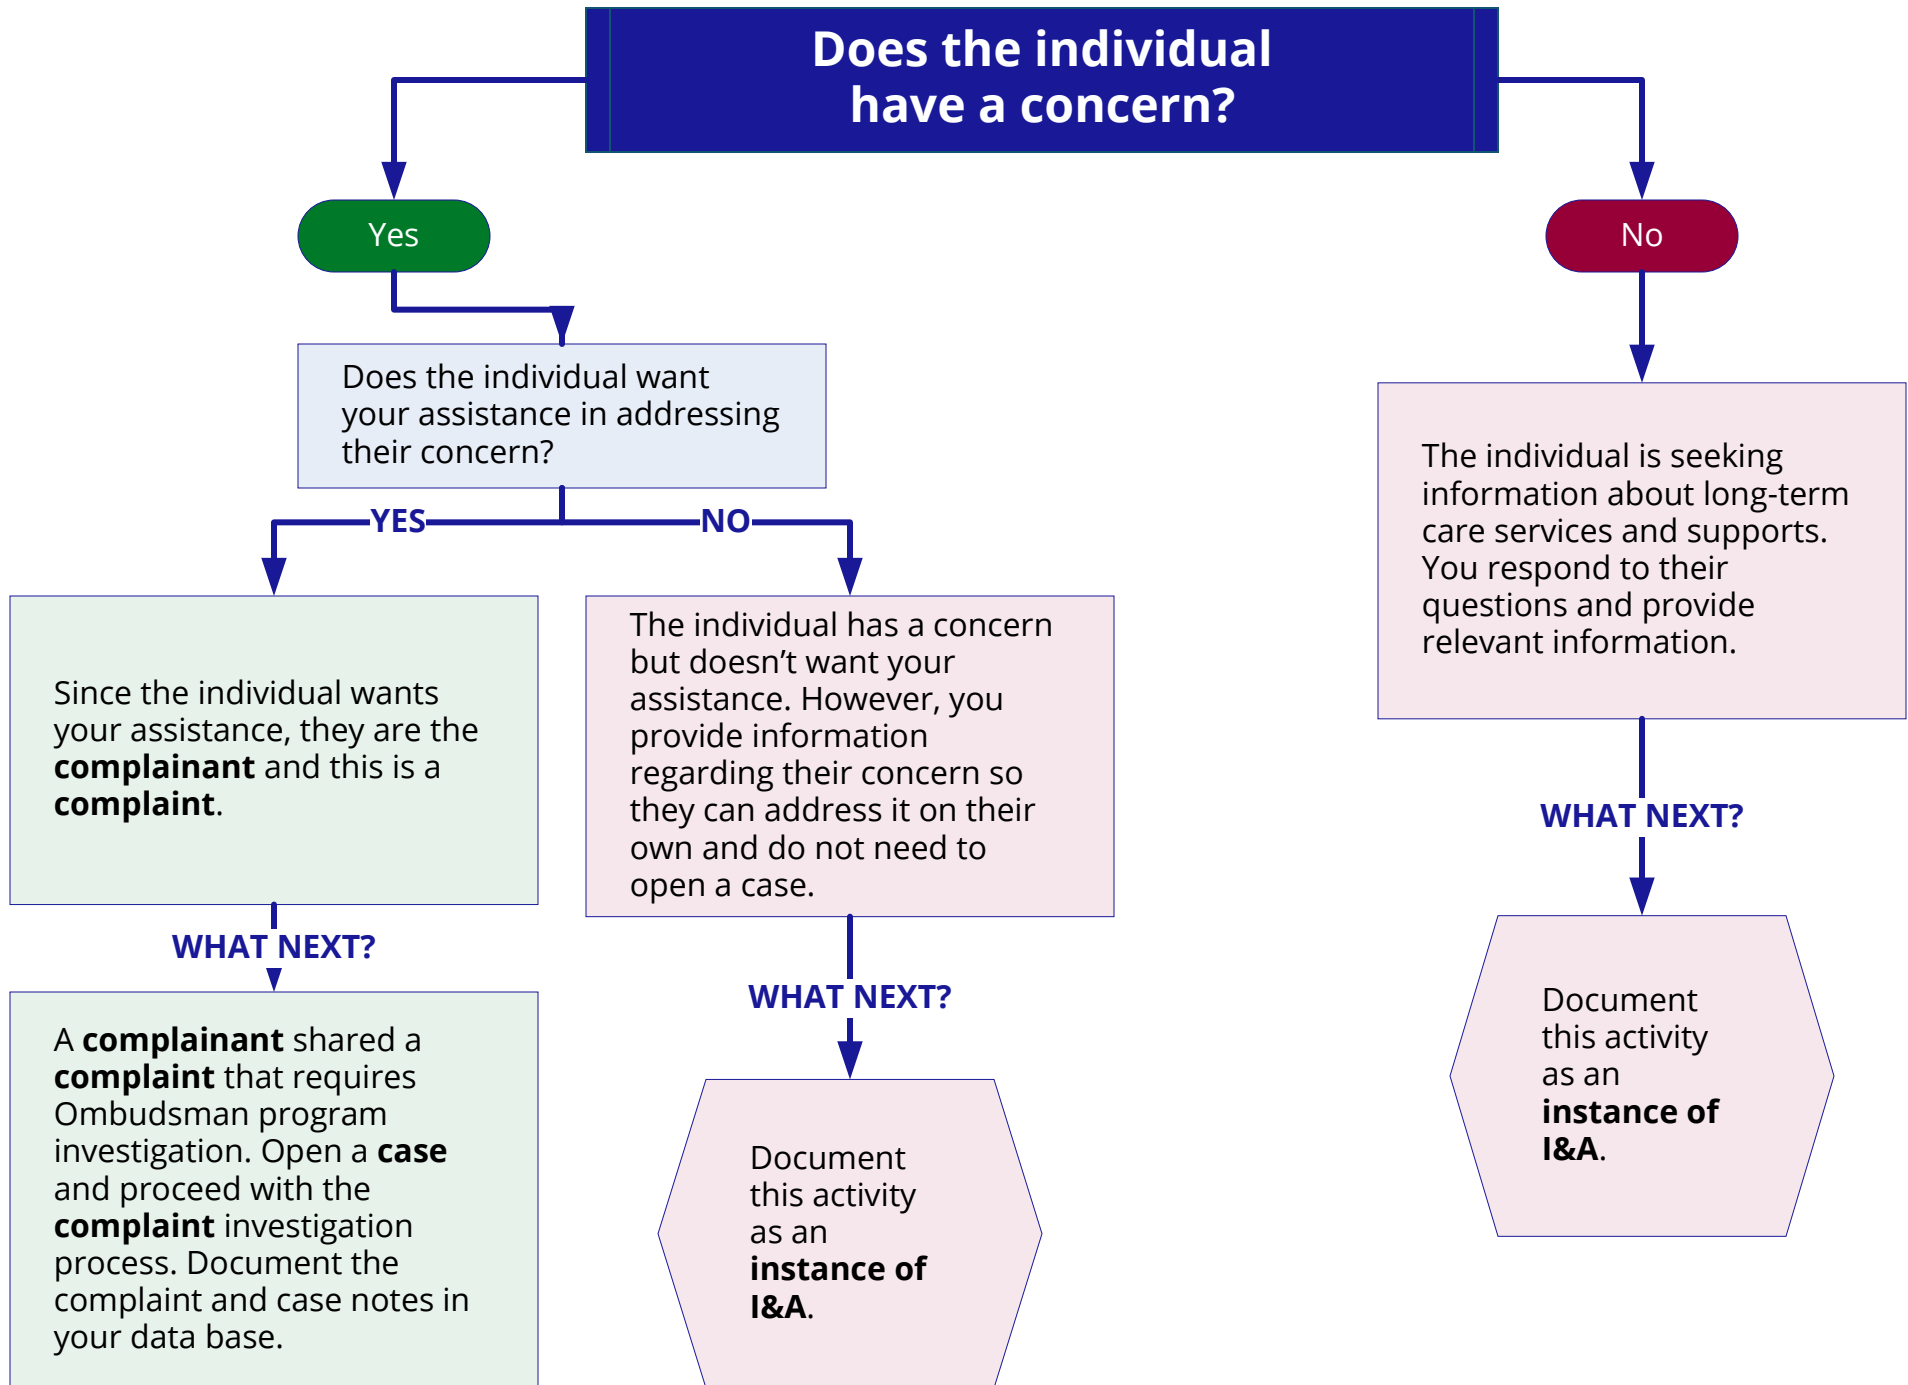 Does the individual
have a concern?
Yes
No
Does the individual want
your assistance in addressing
their concern?
YES
NO
Since the individual wants
your assistance, they are the
complainant and this is a
complaint.
WHAT NEXT?
A complainant shared a
complaint that requires
Ombudsman program
investigation. Open a case
and proceed with the
complaint investigation
process. Document the
complaint and case notes in
your data base.
The individual has a concern
but doesn’t want your
assistance. However, you
provide information
regarding their concern so
they can address it on their
own and do not need to
open a case.
WHAT NEXT?
Document
this activity
as an
instance of
I&A.
The individual is seeking
information about long-term
care services and supports.
You respond to their
questions and provide
relevant information.
WHAT NEXT?
Document
this activity
as an
instance of
I&A.